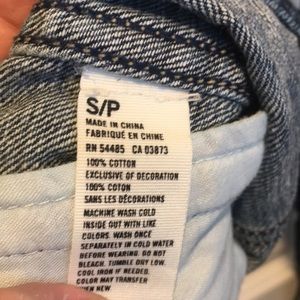 S/P
MADE IN CHINA
FABRIQUÉ EN CHINE
RN 54485 CA 03873
100% COTTON
EXCLUSIVE OF DECORATION
100% COTON
SANS LES DÉCORATIONS
MACHINE WASH COLD
INSIDE OUT WITH LIKE
COLORS. WASH ONCE
SEPARATELY IN COLD WATER
BEFORE WEARING. DO NOT
BLEACH. TUMBLE DRY LOW.
COOL IRON IF NEEDED.
COLOR MAY TRANSFER
WHEN NEW